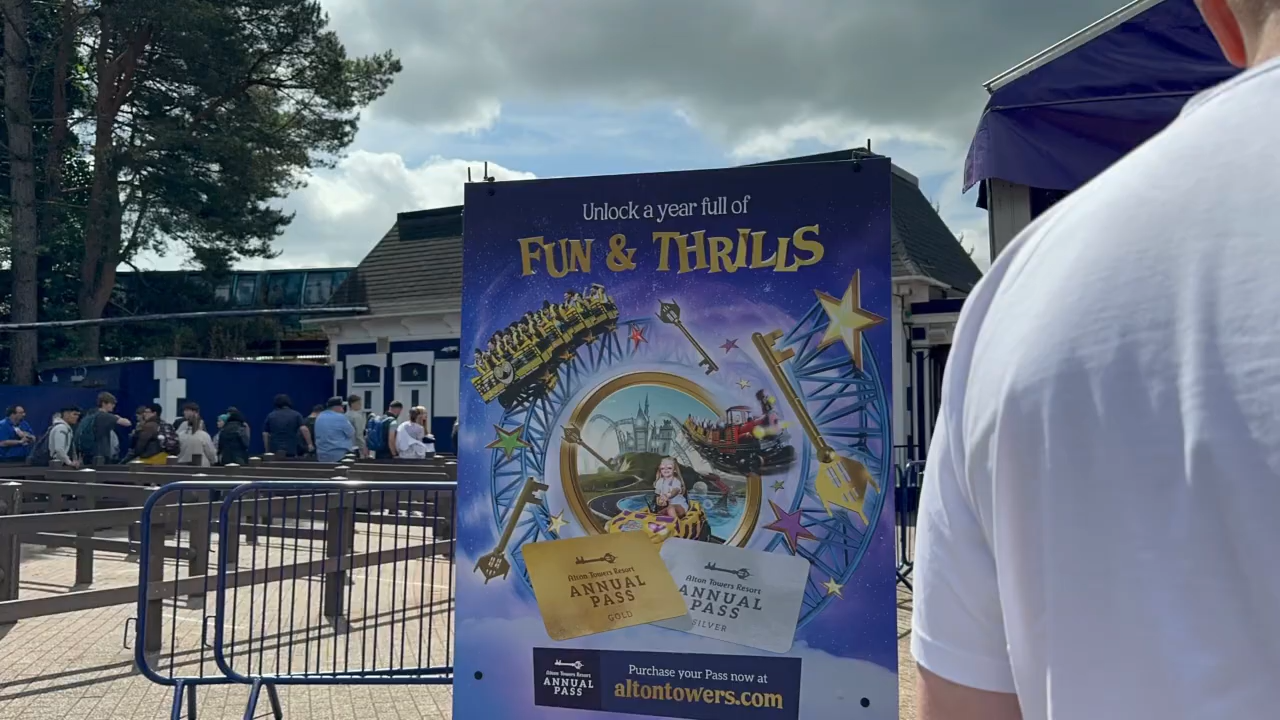 Unlock a year full of
FUN & THRILLS
Alton Towers Resort
ANNUAL
PASS
GOLD
Alton Towers Resort
ANNUAL
PASS
SILVER
Alton Towers Resort
ANNUAL
PASS
Purchase your Pass now at
altontowers.com